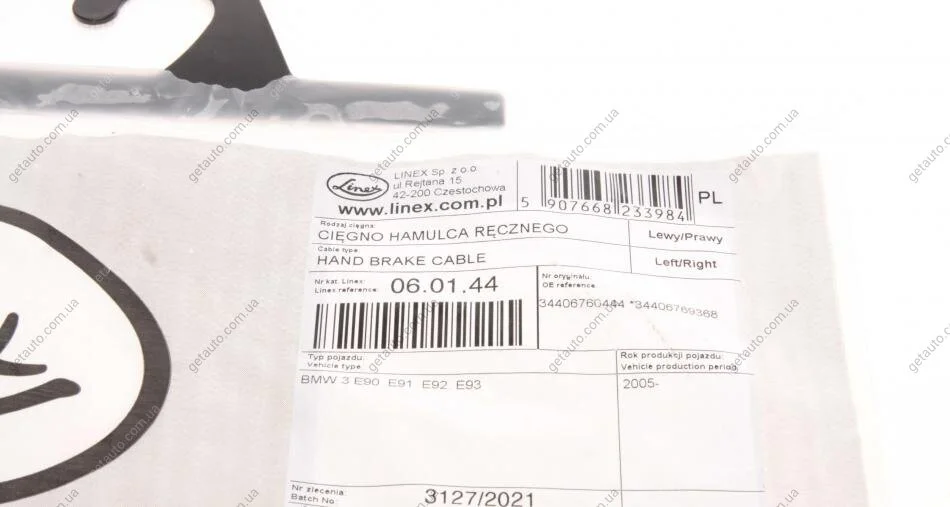 Linex
LINEX Sp. z o.o
ul.Rejtana 15
42-200 Czestochowa
www.linex.com.pl
5 907668 233984
PL
Rodzaj cięgna:
CIĘGNO HAMULCA RĘCZNEGO
Lewy/Prawy
Cable type:
HAND BRAKE CABLE
Left/Right
Nr kat. Linex:
Linex reference:
06.01.44
Nr oryginału:
OE reference
34406760444 *34406769368
Typ pojazdu:
Vehicle type
Rok produkcji pojazdu:
Vehicle production period
BMW 3 E90 E91 E92 E93
2005-
Nr zlecenia:
Batch No
3127/2021
getauto.com.ua